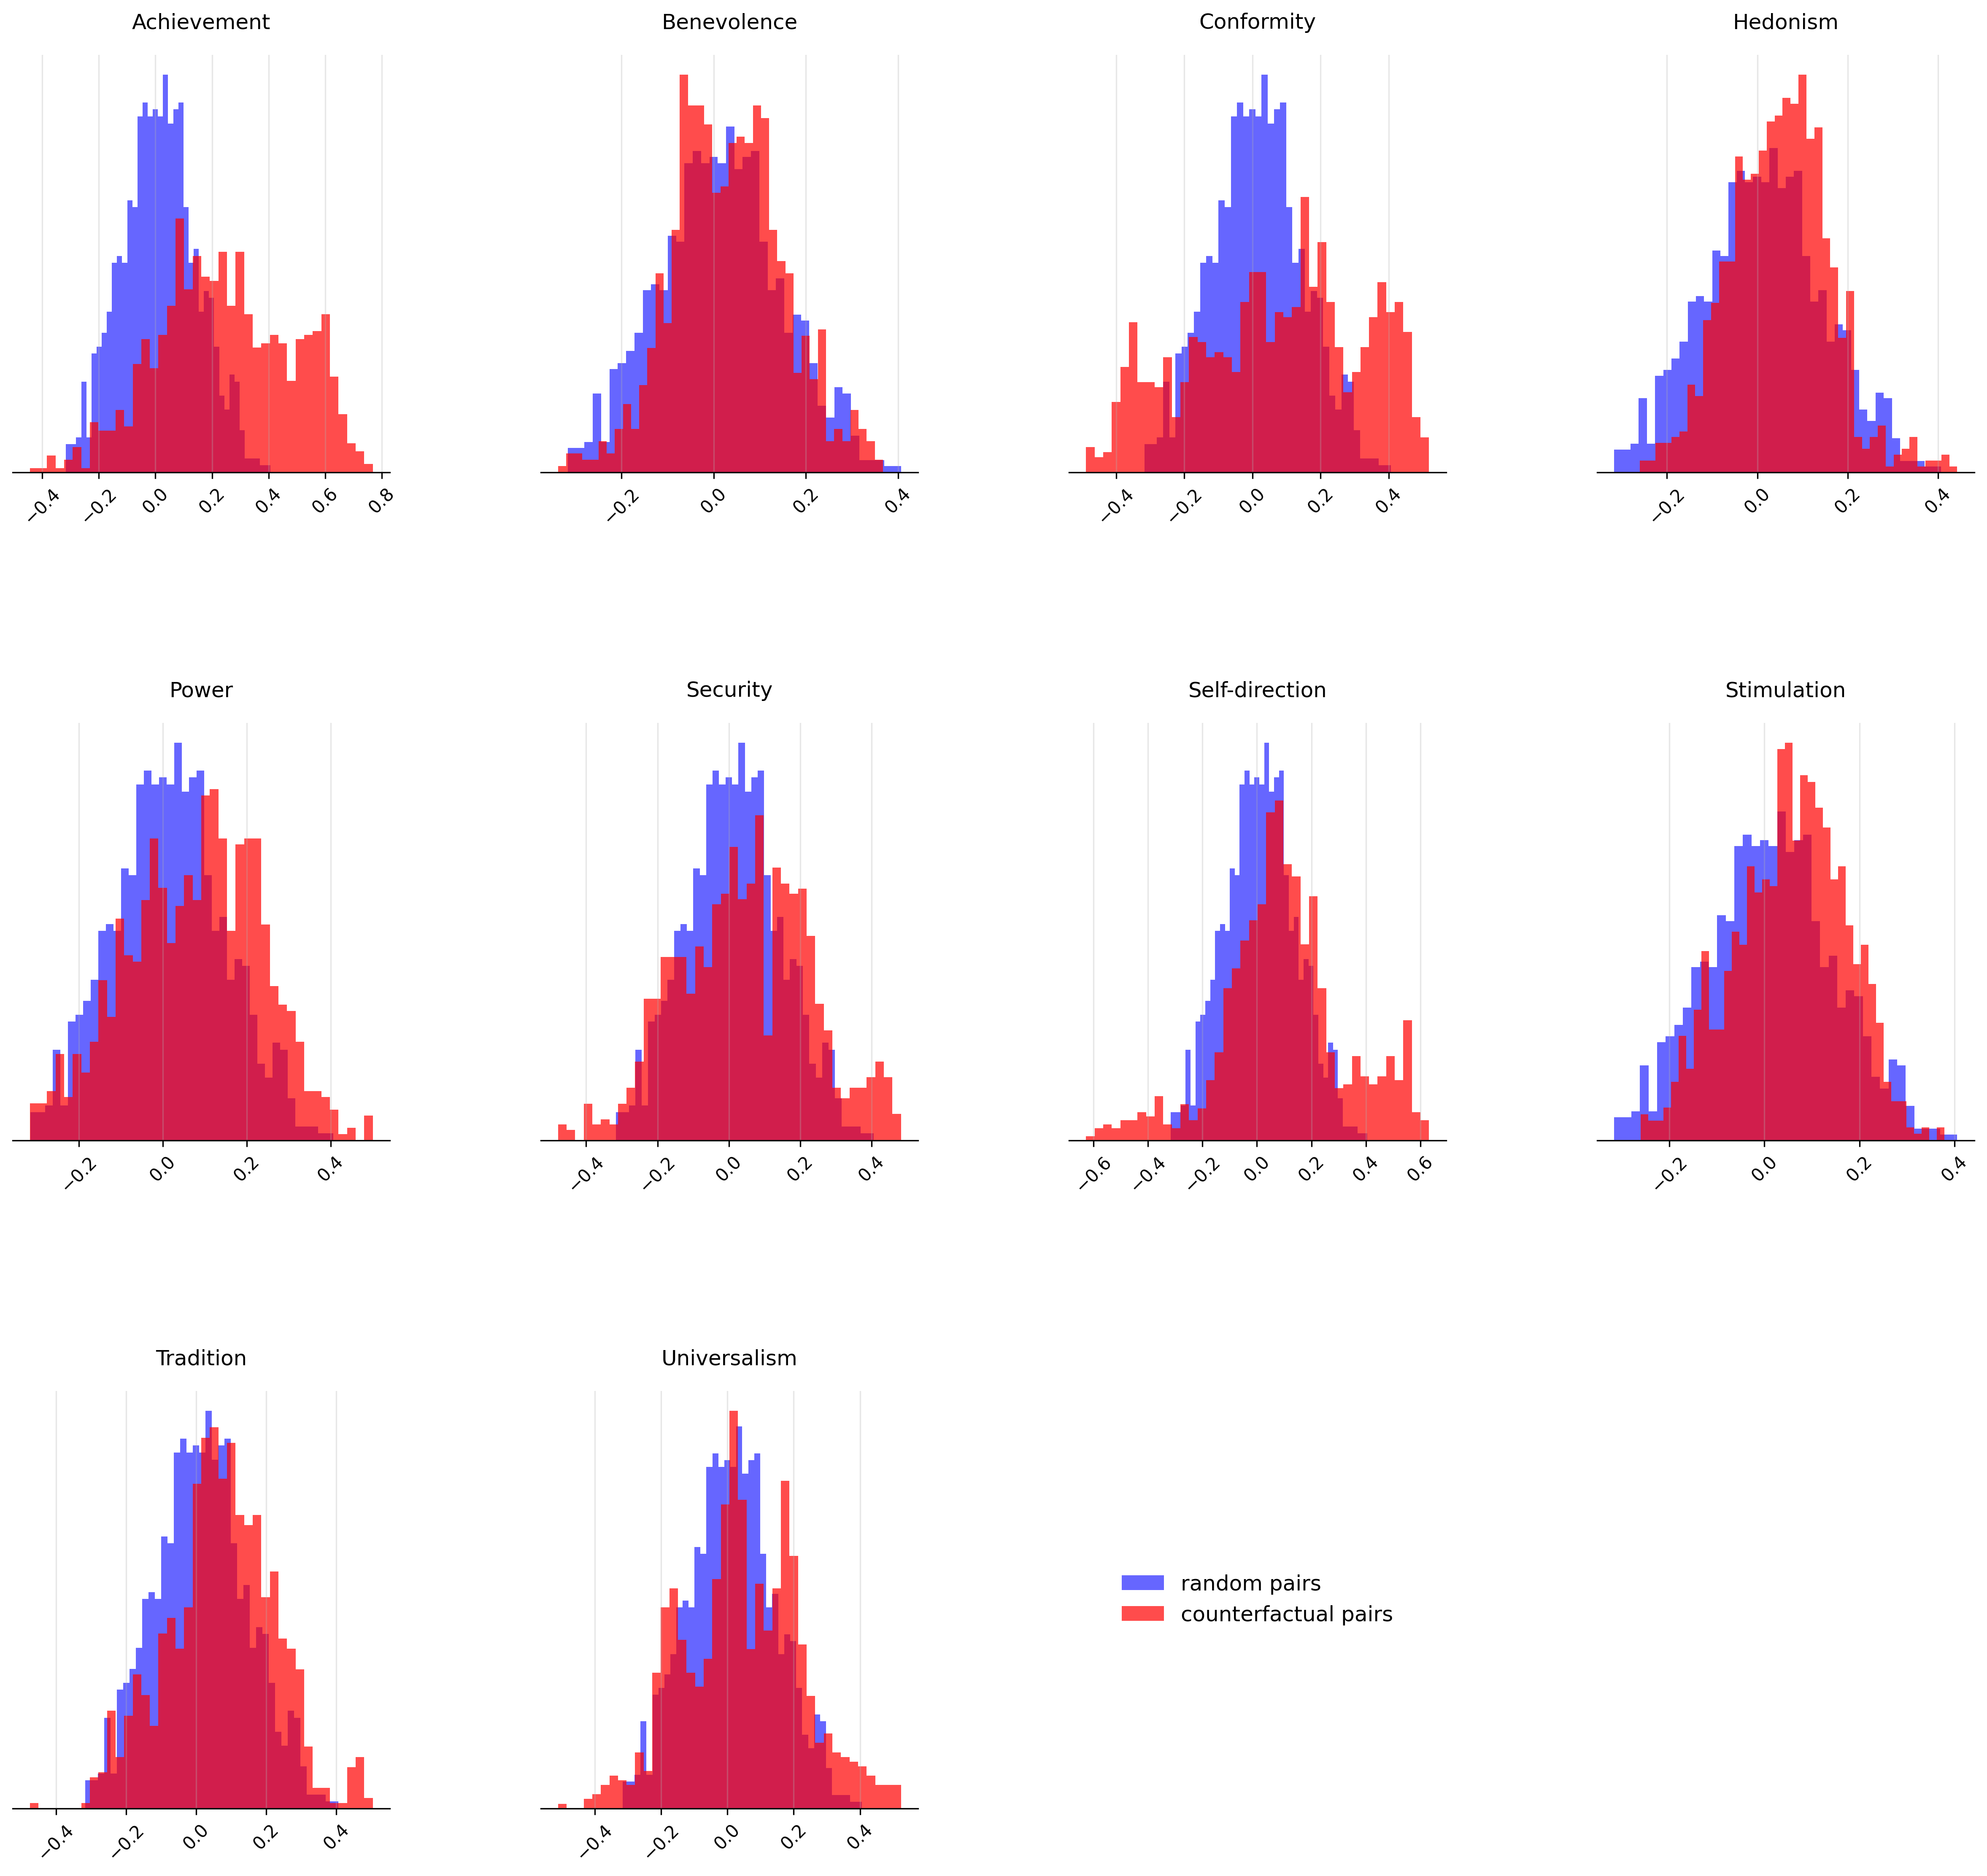 Achievement Benevolence Conformity Hedonism
−0.4 −0.2 0.0 0.2 0.4 0.6 0.8 −0.2 0.0 0.2 0.4 −0.4 −0.2 0.0 0.2 0.4 −0.2 0.0 0.2 0.4
Power Security Self-direction Stimulation
−0.2 0.0 0.2 0.4 −0.4 −0.2 0.0 0.2 0.4 −0.6 −0.4 −0.2 0.0 0.2 0.4 0.6 −0.2 0.0 0.2 0.4
Tradition Universalism
random pairs
counterfactual pairs
−0.4 −0.2 0.0 0.2 0.4 −0.4 −0.2 0.0 0.2 0.4